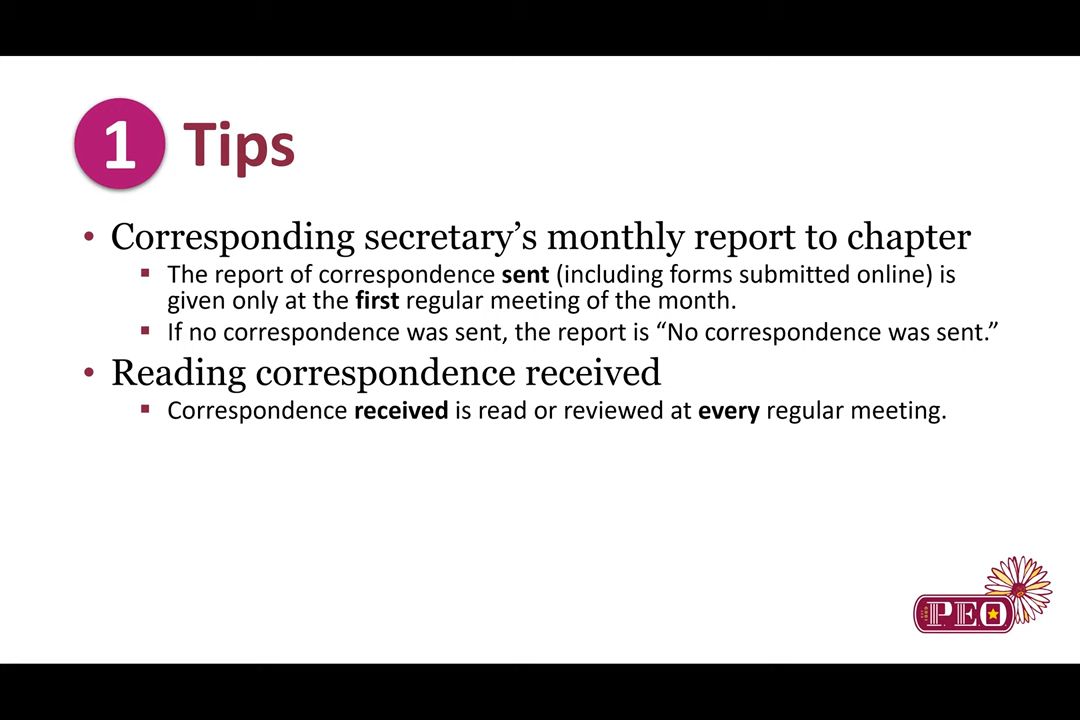 1 Tips
• Corresponding secretary’s monthly report to chapter
▪ The report of correspondence sent (including forms submitted online) is
given only at the first regular meeting of the month.
▪ If no correspondence was sent, the report is “No correspondence was sent.”
• Reading correspondence received
▪ Correspondence received is read or reviewed at every regular meeting.
PEO